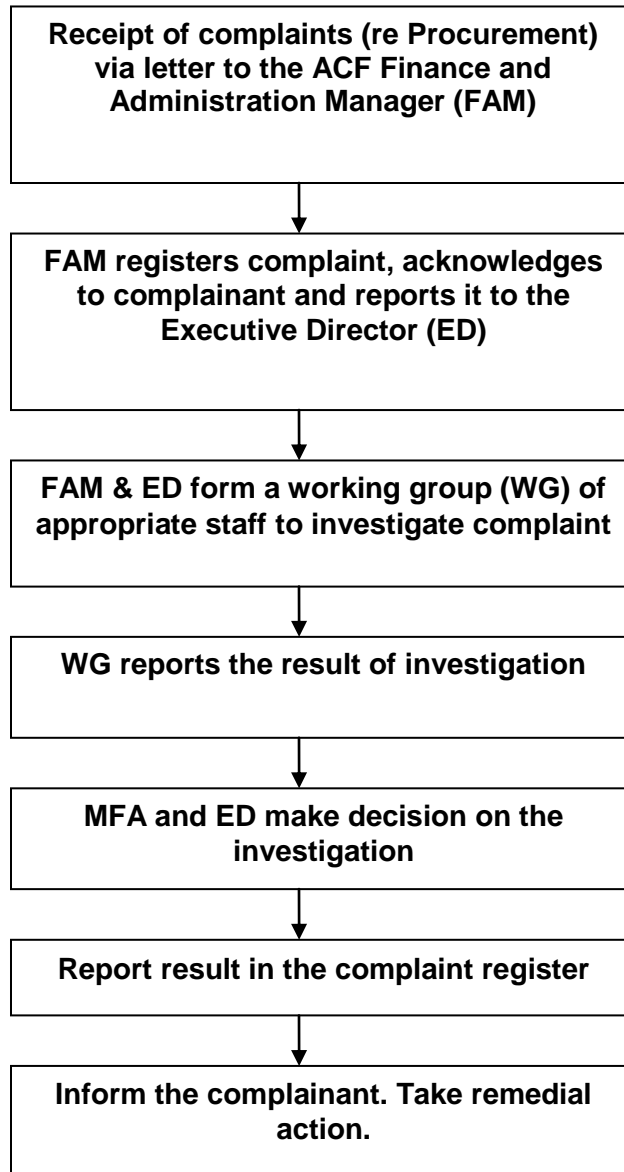 Receipt of complaints (re Procurement)
via letter to the ACF Finance and
Administration Manager (FAM)
FAM registers complaint, acknowledges
to complainant and reports it to the
Executive Director (ED)
FAM & ED form a working group (WG) of
appropriate staff to investigate complaint
WG reports the result of investigation
MFA and ED make decision on the
investigation
Report result in the complaint register
Inform the complainant. Take remedial
action.